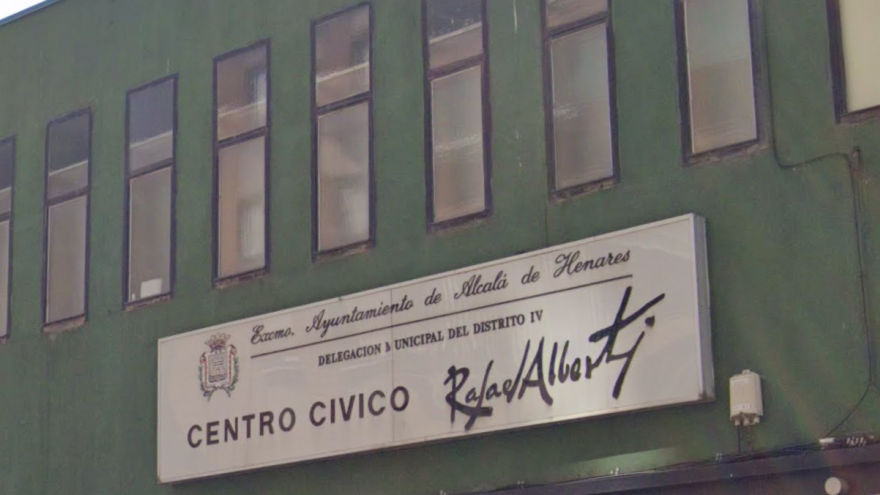 Excmo. Ayuntamiento de Alcalá de Henares
DELEGACION MUNICIPAL DEL DISTRITO IV
CENTRO CIVICO Rafael Alberti